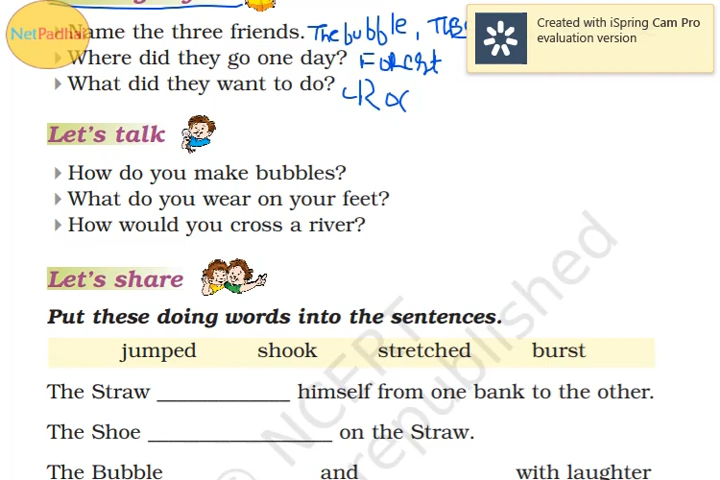 NetPadhai
Name the three friends. The bubble,
Created with iSpring Cam Pro
evaluation version
Where did they go one day? Forest
What did they want to do?
Let's talk
How do you make bubbles?
What do you wear on your feet?
How would you cross a river?
Let's share
Put these doing words into the sentences.
jumped shook stretched burst
The Straw ____________ himself from one bank to the other.
The Shoe _________________ on the Straw.
The Bubble and with laughter
© NCERT
republished